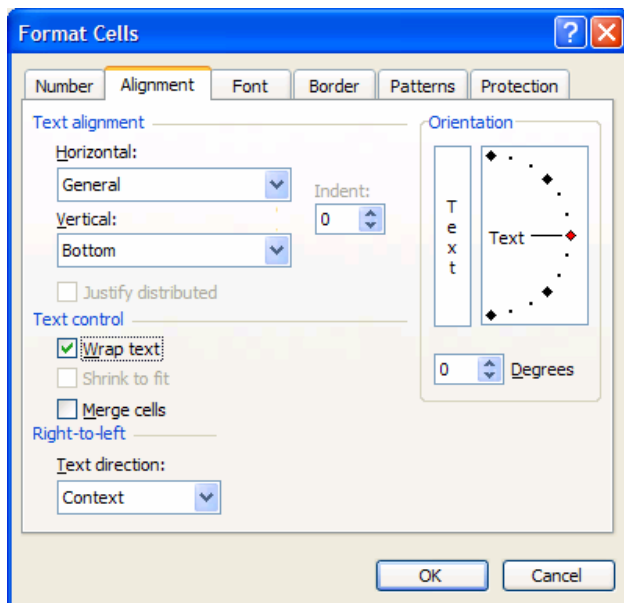 Format Cells
Number Alignment Font Border Patterns Protection
Text alignment
Horizontal:
General
Indent:
0
Vertical:
Bottom
Justify distributed
Text control
Wrap text
Shrink to fit
Merge cells
Right-to-left
Text direction:
Context
Orientation
Text
Text
0 Degrees
OK Cancel